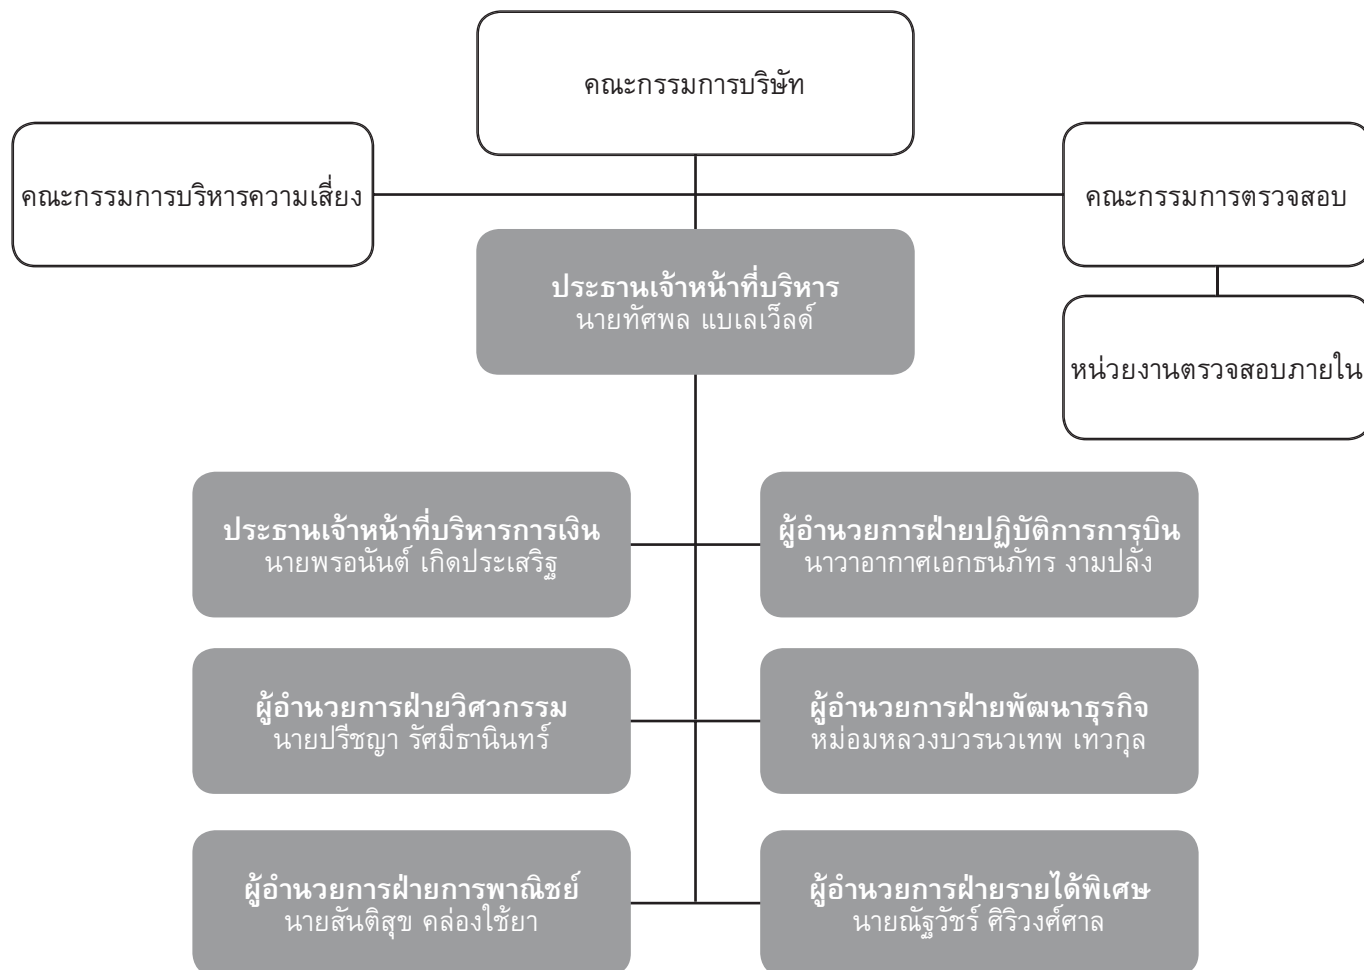 คณะกรรมการบริษัท
คณะกรรมการบริหารความเสี่ยง
คณะกรรมการตรวจสอบ
ประธานเจ้าหน้าที่บริหาร
นายทัศพล แบเลเว็ลด์
หน่วยงานตรวจสอบภายใน
ประธานเจ้าหน้าที่บริหารการเงิน
นายพรอนันต์ เกิดประเสริฐ
ผู้อำนวยการฝ่ายปฏิบัติการการบิน
นาวาอากาศเอกธนภัทร งามปลั่ง
ผู้อำนวยการฝ่ายวิศวกรรม
นายปรีชญา รัศมีธานินทร์
ผู้อำนวยการฝ่ายพัฒนาธุรกิจ
หม่อมหลวงบวรนวเทพ เทวกุล
ผู้อำนวยการฝ่ายการพาณิชย์
นายสันติสุข คล่องใช้ยา
ผู้อำนวยการฝ่ายรายได้พิเศษ
นายณัฐวัชร์ ศิริวงศ์ศาล